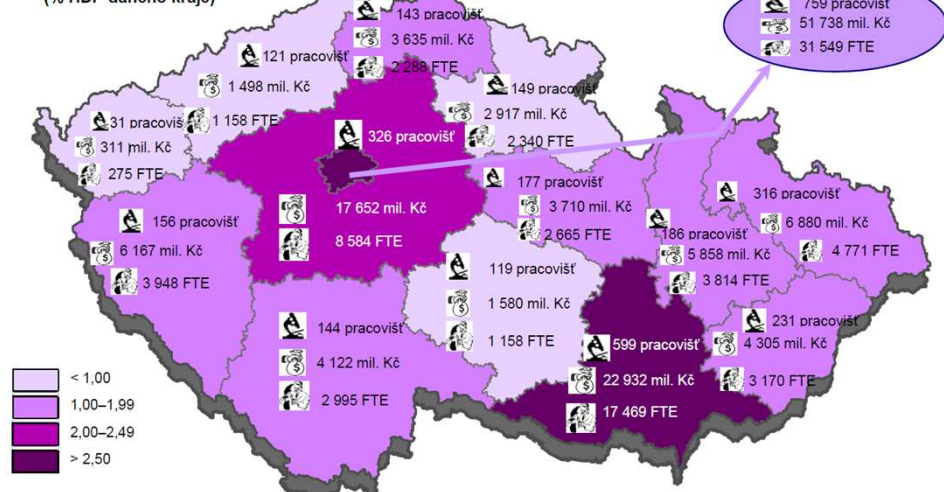 (% HDP daného kraje)
143 pracovišť
3 635 mil. Kč
2 288 FTE
759 pracovišť
51 738 mil. Kč
31 549 FTE
121 pracovišť
1 498 mil. Kč
1 158 FTE
149 pracovišť
2 917 mil. Kč
2 340 FTE
31 pracovišť
311 mil. Kč
275 FTE
326 pracovišť
17 652 mil. Kč
8 584 FTE
177 pracovišť
3 710 mil. Kč
2 665 FTE
316 pracovišť
6 880 mil. Kč
4 771 FTE
156 pracovišť
6 167 mil. Kč
3 948 FTE
186 pracovišť
5 858 mil. Kč
3 814 FTE
119 pracovišť
1 580 mil. Kč
1 158 FTE
144 pracovišť
4 122 mil. Kč
2 995 FTE
599 pracovišť
22 932 mil. Kč
17 469 FTE
231 pracovišť
4 305 mil. Kč
3 170 FTE
< 1,00
1,00–1,99
2,00–2,49
> 2,50